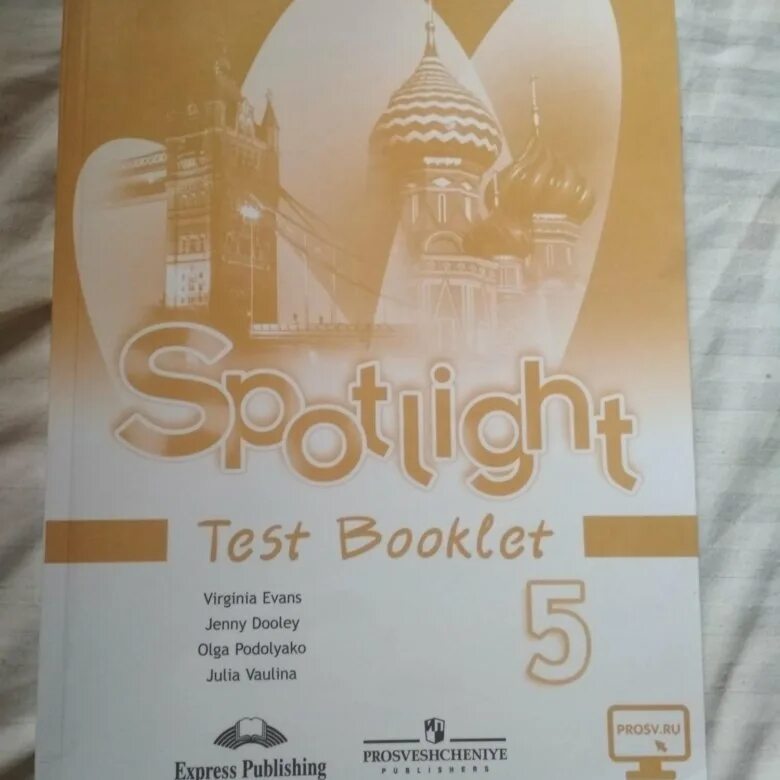 Spotlight
Test Booklet
5
Virginia Evans
Jenny Dooley
Olga Podolyako
Julia Vaulina
Express Publishing
PROSVESHCHENIYE
PUBLISHERS
PROSV.RU